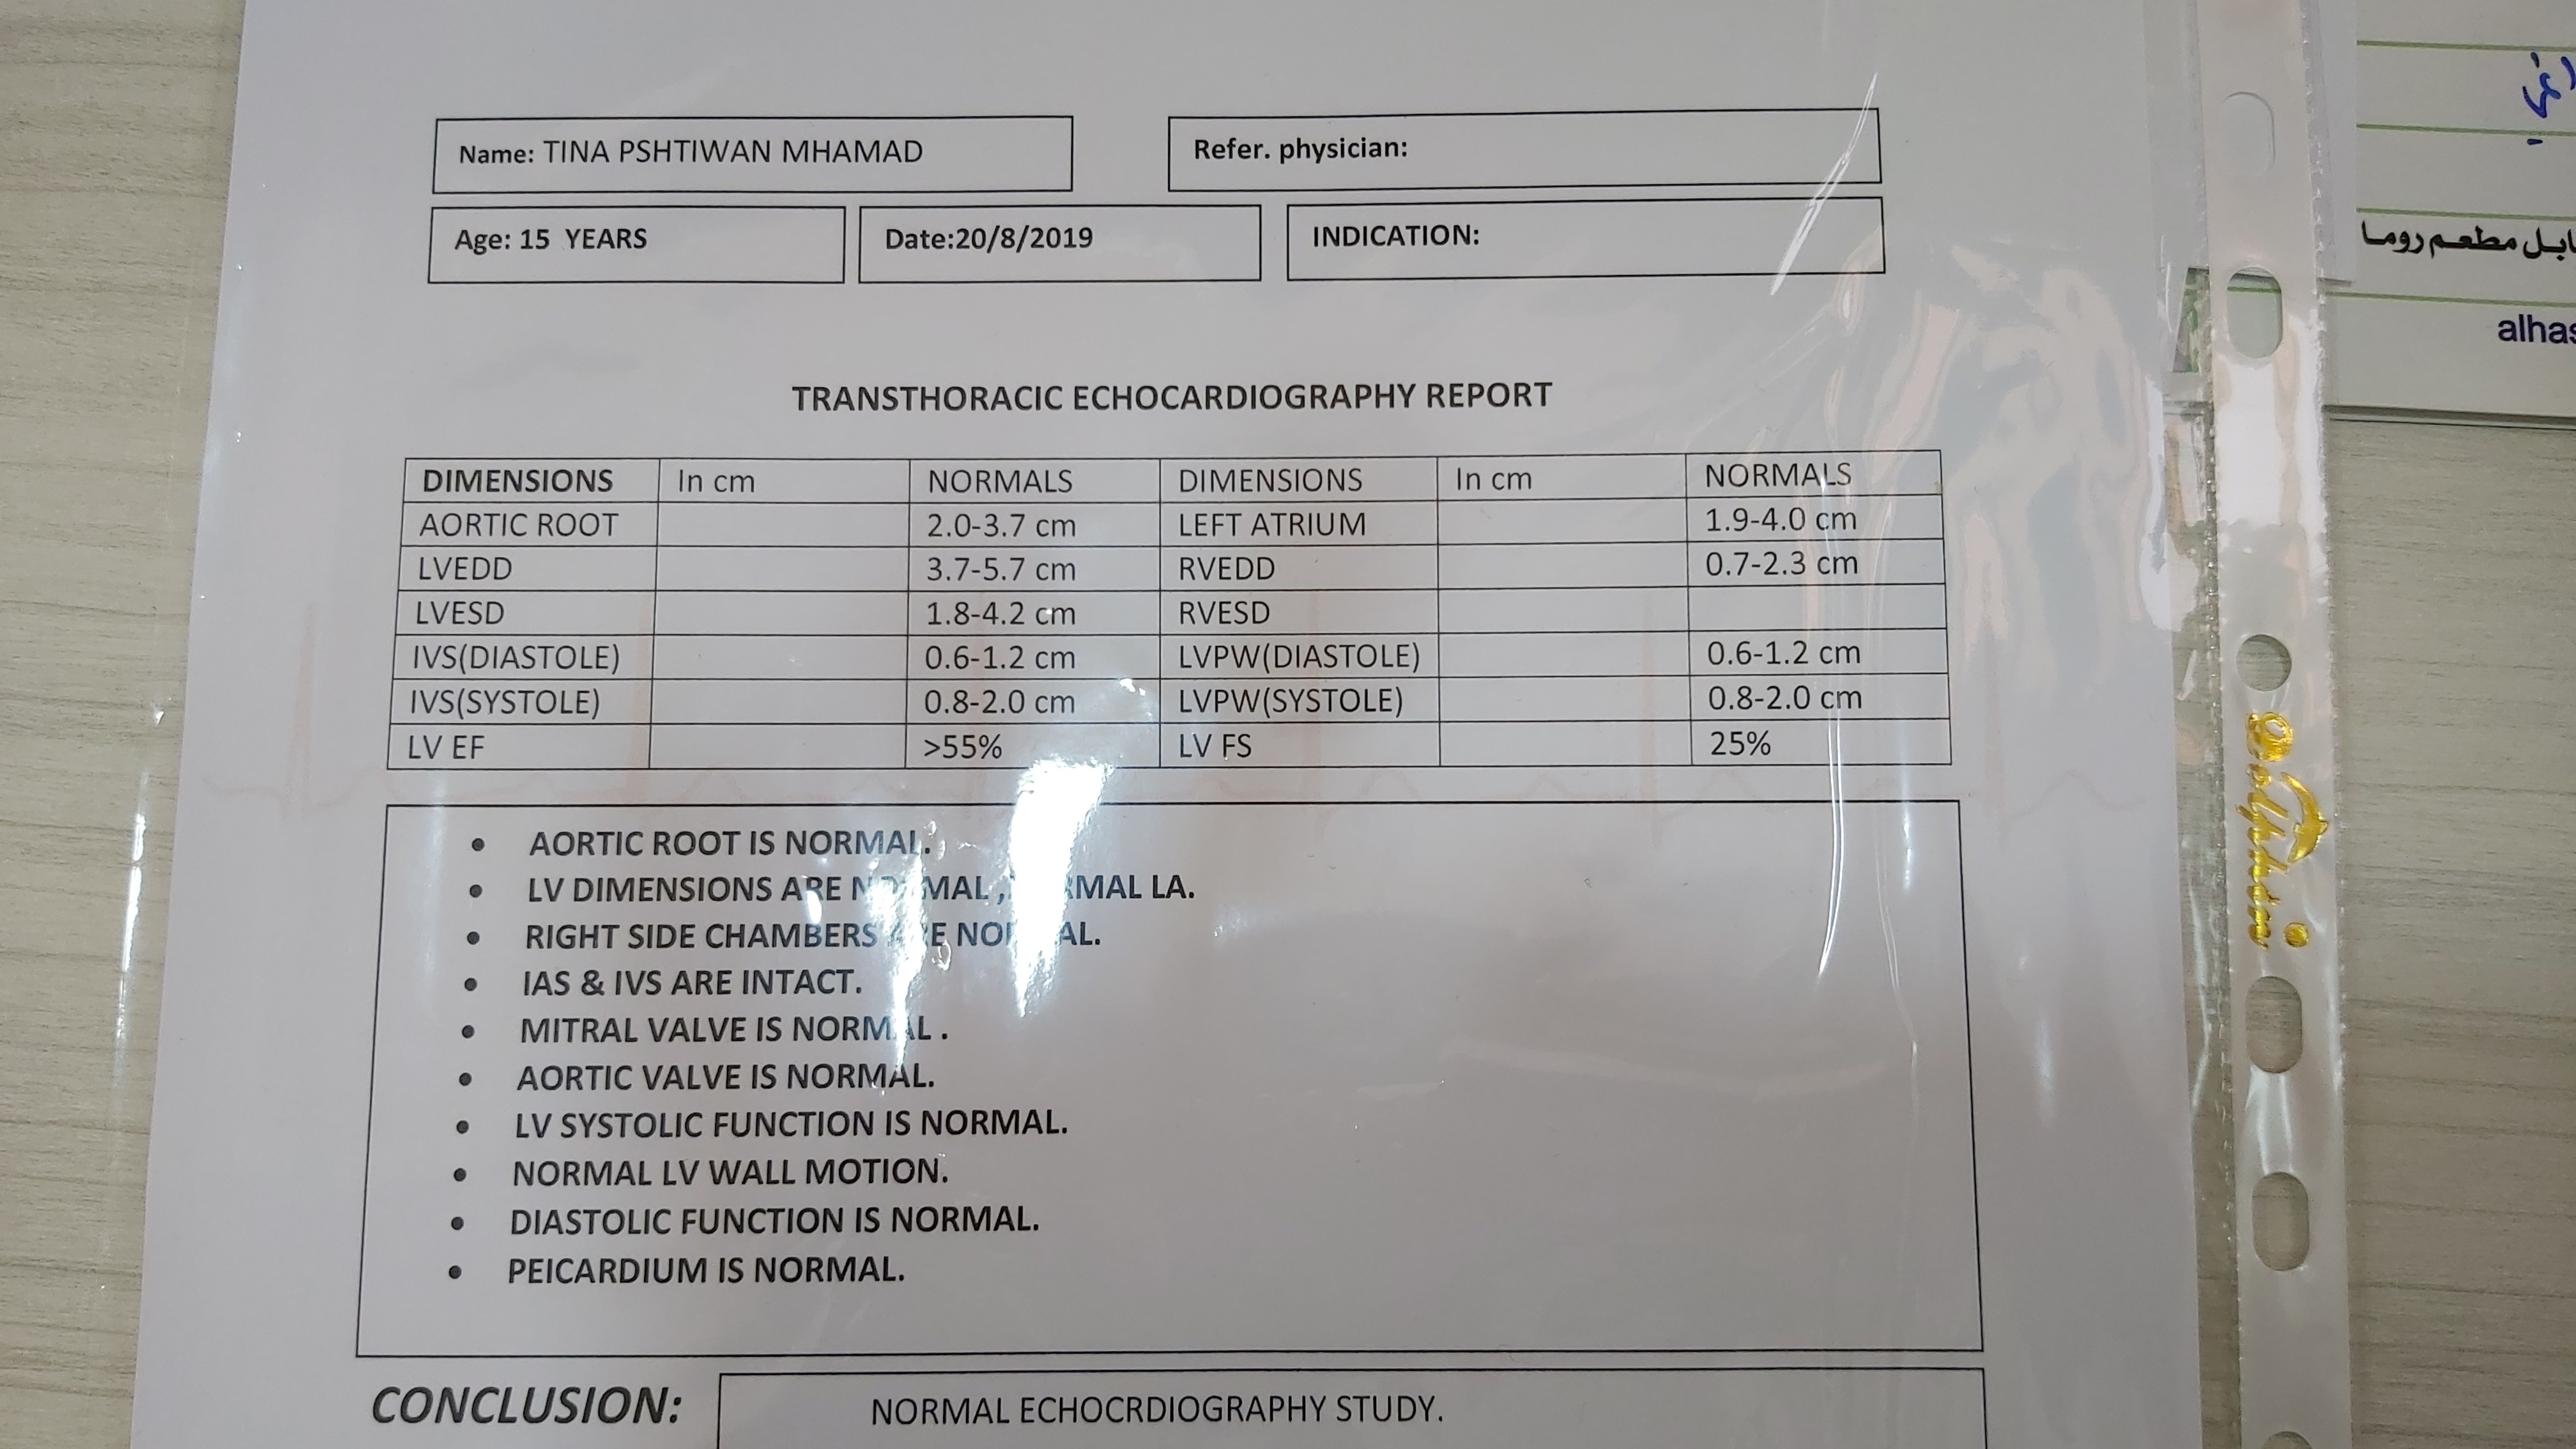 Name: TINA PSHTIWAN MHAMAD
Refer. physician:
Age: 15 YEARS
Date:20/8/2019
INDICATION:
TRANSTHORACIC ECHOCARDIOGRAPHY REPORT
DIMENSIONS In cm NORMALS DIMENSIONS In cm NORMALS
AORTIC ROOT 2.0-3.7 cm LEFT ATRIUM 1.9-4.0 cm
LVEDD 3.7-5.7 cm RVEDD 0.7-2.3 cm
LVESD 1.8-4.2 cm RVESD
IVS(DIASTOLE) 0.6-1.2 cm LVPW(DIASTOLE) 0.6-1.2 cm
IVS(SYSTOLE) 0.8-2.0 cm LVPW(SYSTOLE) 0.8-2.0 cm
LV EF >55% LV FS 25%
• AORTIC ROOT IS NORMAL.
• LV DIMENSIONS ARE NORMAL , NORMAL LA.
• RIGHT SIDE CHAMBERS ARE NORMAL.
• IAS & IVS ARE INTACT.
• MITRAL VALVE IS NORMAL .
• AORTIC VALVE IS NORMAL.
• LV SYSTOLIC FUNCTION IS NORMAL.
• NORMAL LV WALL MOTION.
• DIASTOLIC FUNCTION IS NORMAL.
• PEICARDIUM IS NORMAL.
CONCLUSION:
NORMAL ECHOCRDIOGRAPHY STUDY.
مطعم روما
alhas
Dolphin